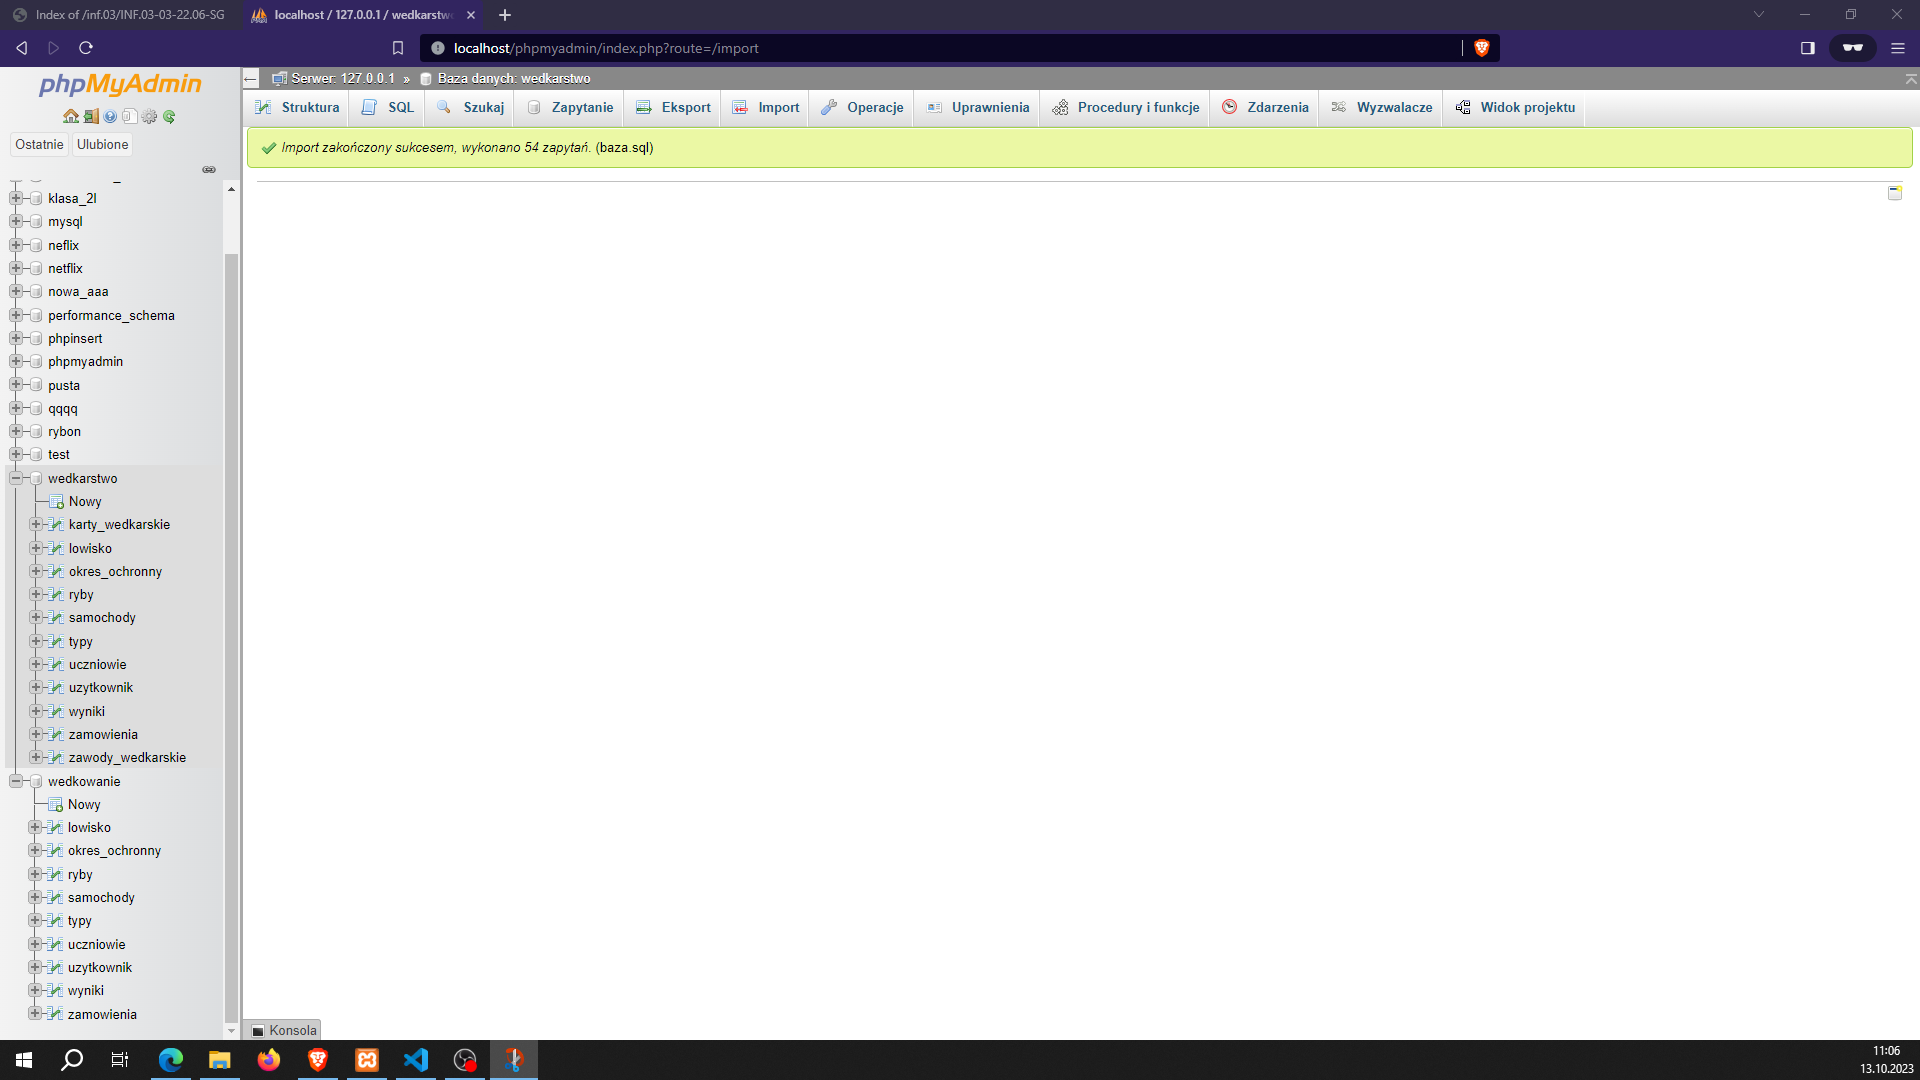 Index of /inf.03/INF.03-03-22.06-SG
localhost / 127.0.0.1 / wedkarstwo
localhost/phpmyadmin/index.php?route=/import
phpMyAdmin
Ostatnie
Ulubione
klasa_2l
mysql
neflix
netflix
nowa_aaa
performance_schema
phpinsert
phpmyadmin
pusta
qqqq
rybon
test
wedkarstwo
Nowy
karty_wedkarskie
lowisko
okres_ochronny
ryby
samochody
typy
uczniowie
uzytkownik
wyniki
zamowienia
zawody_wedkarskie
wedkowanie
Nowy
lowisko
okres_ochronny
ryby
samochody
typy
uczniowie
uzytkownik
wyniki
zamowienia
Serwer: 127.0.0.1 » Baza danych: wedkarstwo
Struktura SQL Szukaj Zapytanie Eksport Import Operacje Uprawnienia Procedury i funkcje Zdarzenia Wyzwalacze Widok projektu
Import zakończony sukcesem, wykonano 54 zapytań. (baza.sql)
Konsola
11:06
13.10.2023